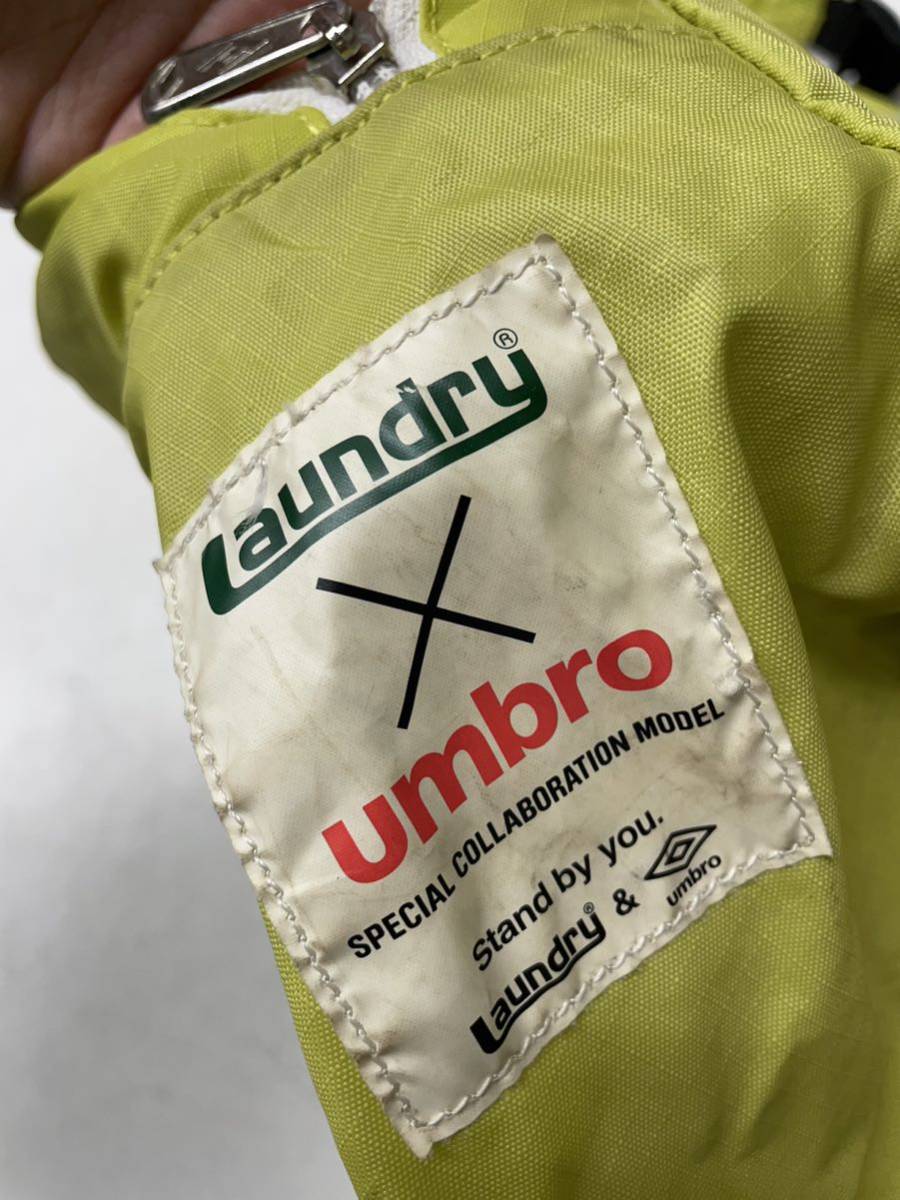 Laundry®
X
umbro
SPECIAL COLLABORATION MODEL
Stand by you.
Laundry® & umbro